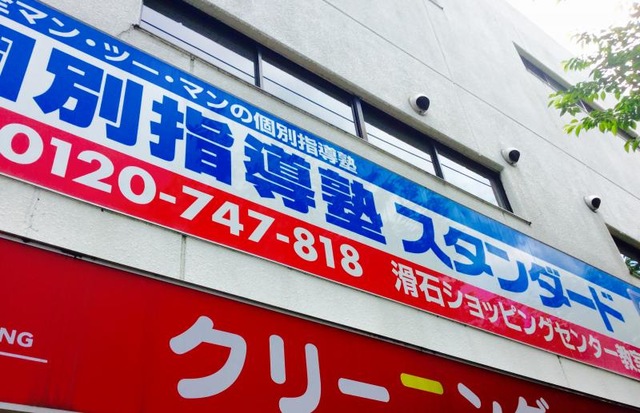 マン・ツー・マンの個別指導塾
個別指導塾 スタンダード
0120-747-818 滑石ショッピングセンター教室
クリーニング